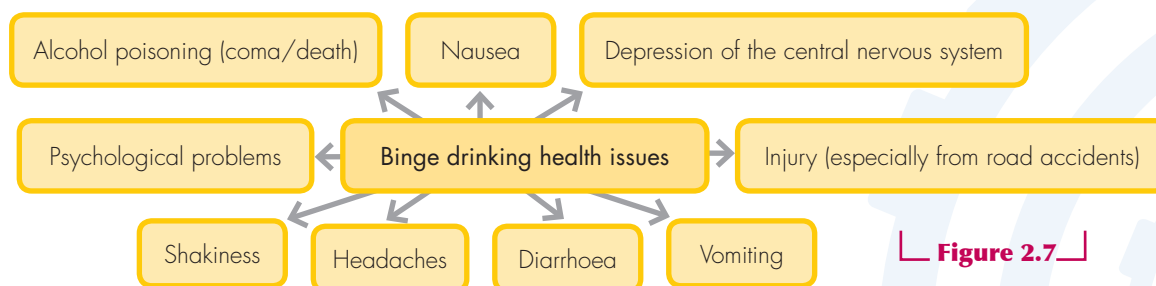 Alcohol poisoning (coma/death)
Nausea
Depression of the central nervous system
Psychological problems
Binge drinking health issues
Injury (especially from road accidents)
Shakiness
Headaches
Diarrhoea
Vomiting
Figure 2.7